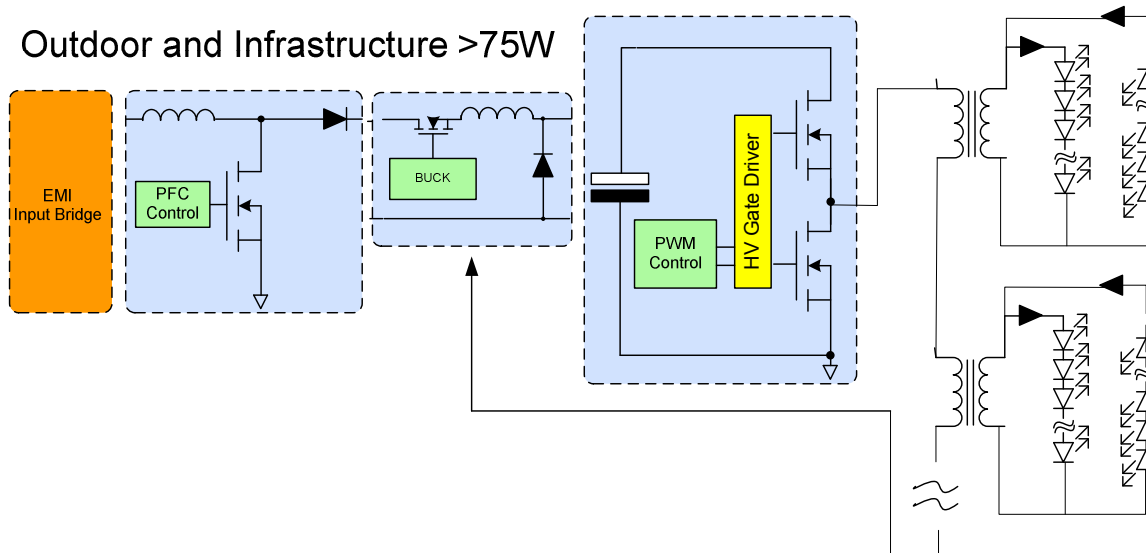 Outdoor and Infrastructure >75W
EMI
Input Bridge
PFC
Control
BUCK
PWM
Control
HV Gate Driver